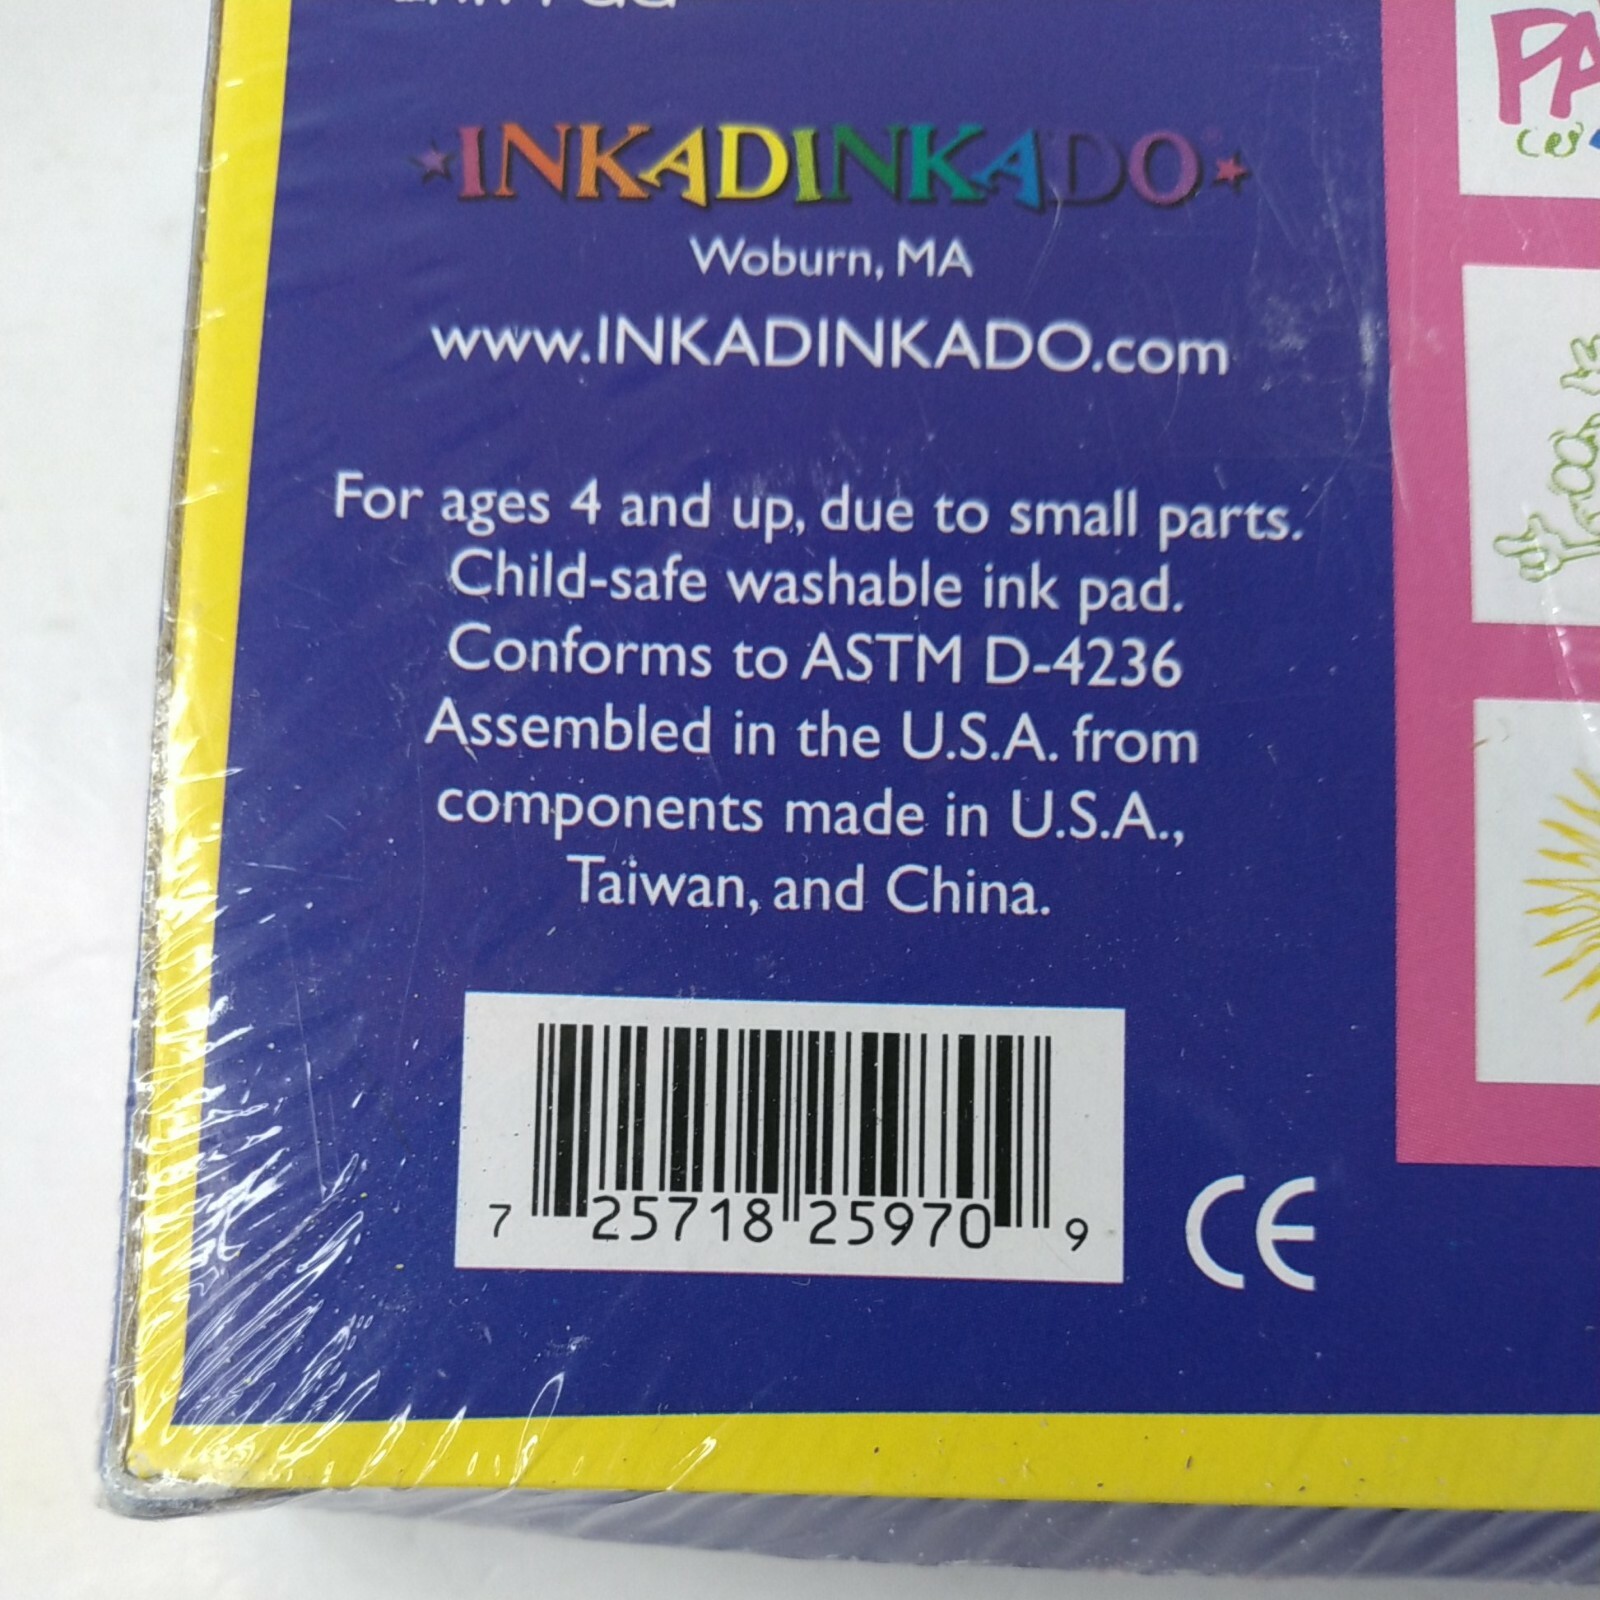 INKADINKADO®
Woburn, MA
www.INKADINKADO.com
For ages 4 and up, due to small parts.
Child-safe washable ink pad.
Conforms to ASTM D-4236
Assembled in the U.S.A. from
components made in U.S.A.,
Taiwan, and China.
7 25718 25970 9
CE